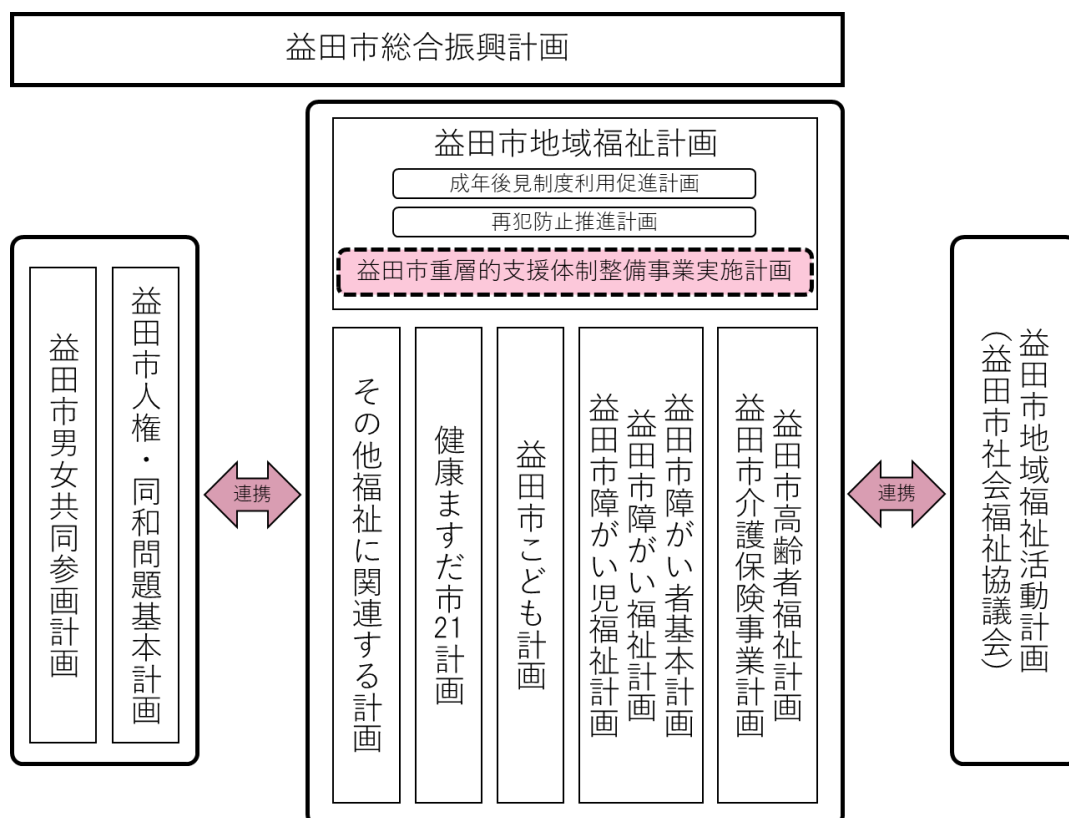 益田市総合振興計画
益田市地域福祉計画
成年後見制度利用促進計画
再犯防止推進計画
益田市重層的支援体制整備事業実施計画
益田市人権・同和問題基本計画
益田市男女共同参画計画
連携
益田市高齢者福祉計画
益田市介護保険事業計画
益田市障がい者基本計画
益田市障がい福祉計画
益田市障がい児福祉計画
益田市こども計画
健康ますだ市21計画
その他福祉に関連する計画
連携
益田市地域福祉活動計画
(益田市社会福祉協議会)